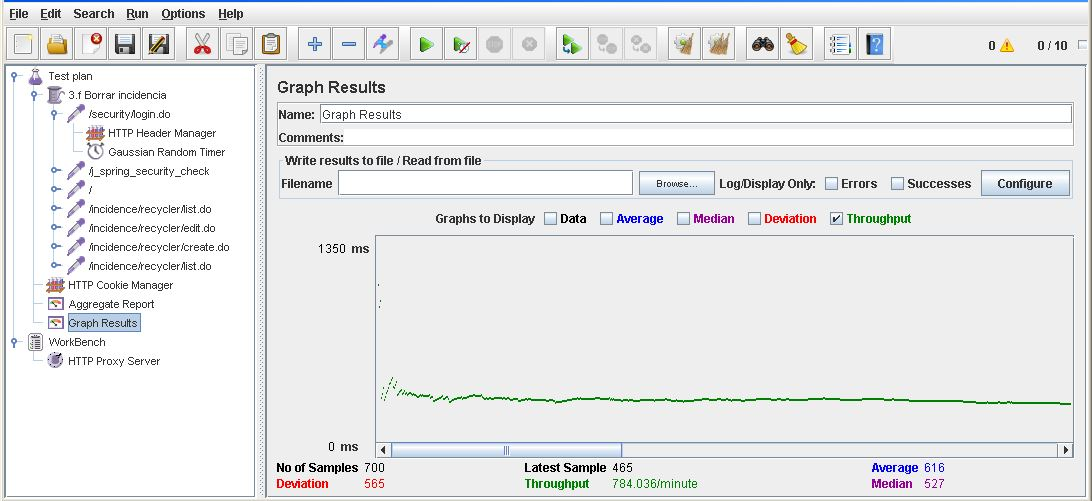 File Edit Search Run Options Help
0 0 / 10
Test plan
3.f Borrar incidencia
/security/login.do
HTTP Header Manager
Gaussian Random Timer
/j_spring_security_check
/
/incidence/recycler/list.do
/incidence/recycler/edit.do
/incidence/recycler/create.do
/incidence/recycler/list.do
HTTP Cookie Manager
Aggregate Report
Graph Results
WorkBench
HTTP Proxy Server
Graph Results
Name: Graph Results
Comments:
Write results to file / Read from file
Filename Browse... Log/Display Only: Errors Successes Configure
Graphs to Display Data Average Median Deviation Throughput
1350 ms
0 ms
No of Samples 700 Latest Sample 465 Average 616
Deviation 565 Throughput 784.036/minute Median 527